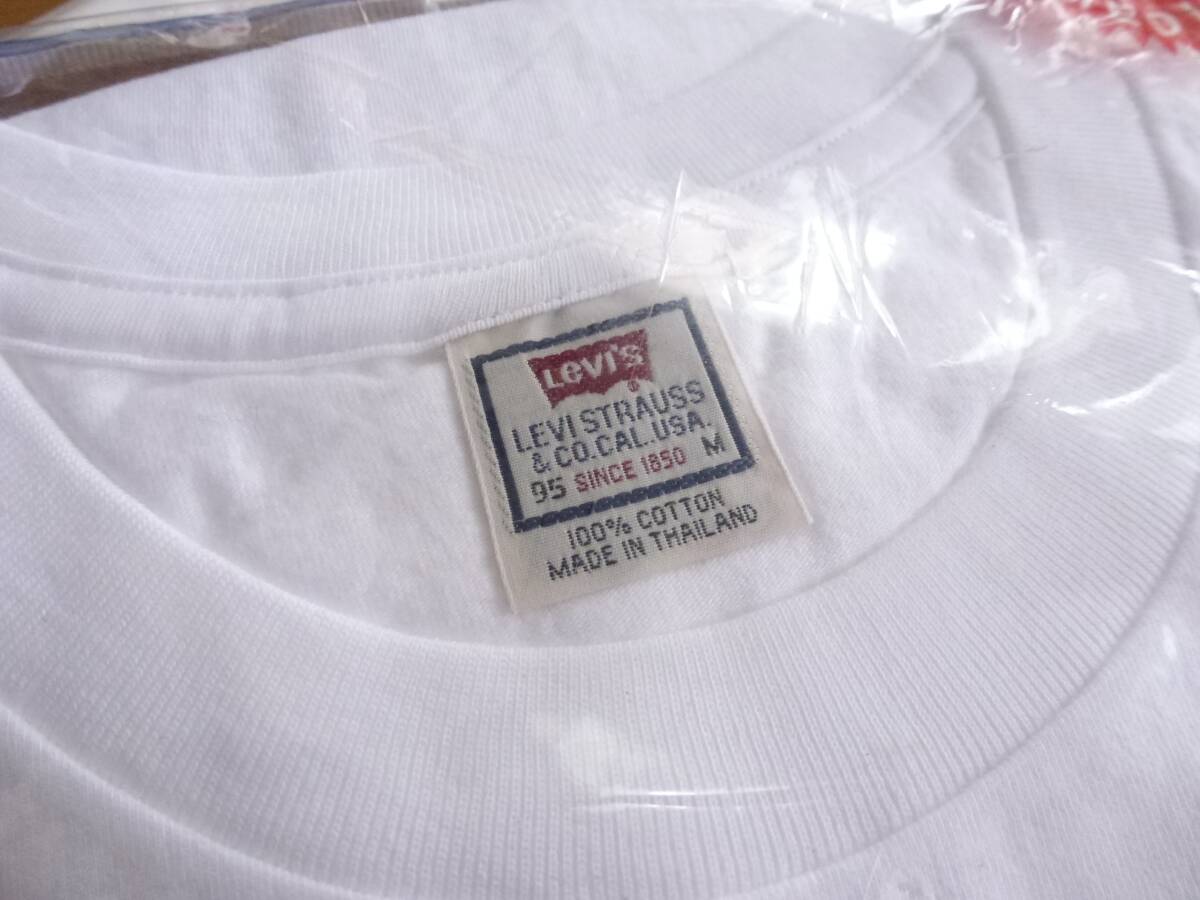 Levi's
®
LEVI STRAUSS
& CO.CAL.USA.
95 SINCE 1850 M
100% COTTON
MADE IN THAILAND